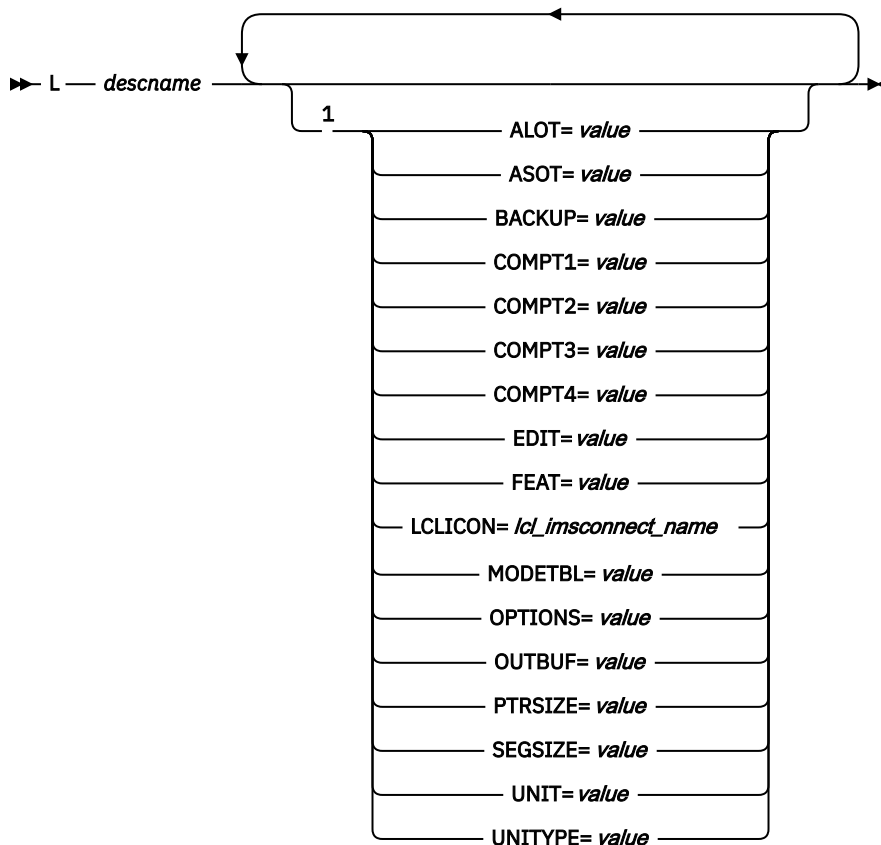 L descname
1
ALOT= value
ASOT= value
BACKUP= value
COMPT1= value
COMPT2= value
COMPT3= value
COMPT4= value
EDIT= value
FEAT= value
LCLICON= lcl_imsconnect_name
MODETBL= value
OPTIONS= value
OUTBUF= value
PTRSIZE= value
SEGSIZE= value
UNIT= value
UNITYPE= value